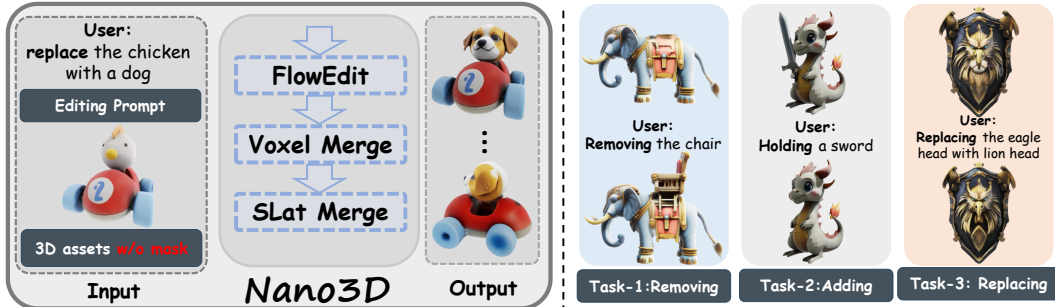 User:
replace the chicken
with a dog
Editing Prompt
3D assets w/o mask
Input
FlowEdit
Voxel Merge
SLat Merge
Nano3D
Output
User:
Removing the chair
Task-1:Removing
User:
Holding a sword
Task-2:Adding
User:
Replacing the eagle
head with lion head
Task-3: Replacing